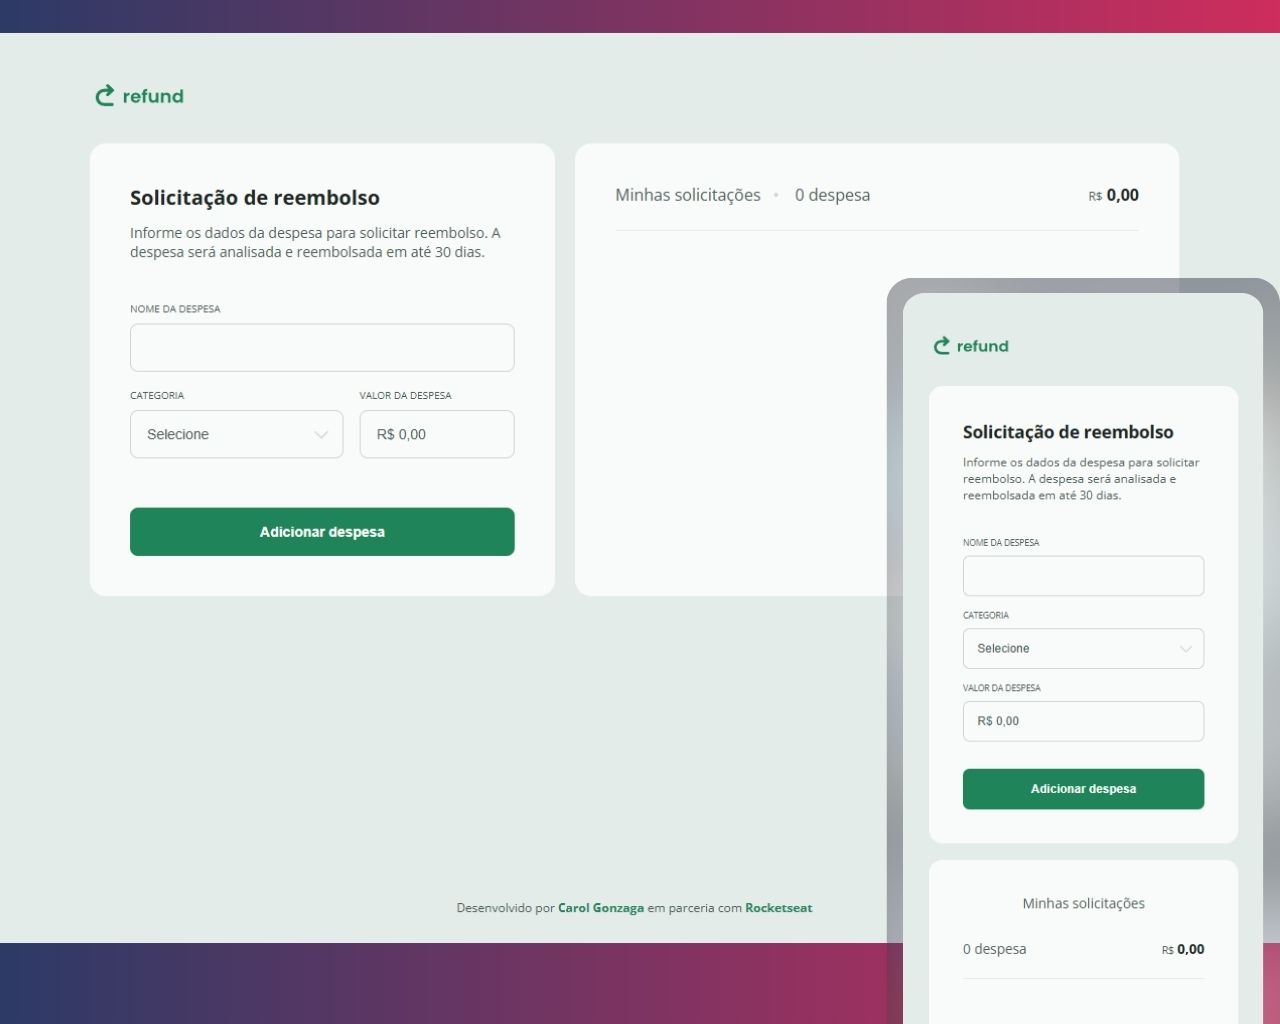 refund
Solicitação de reembolso
Informe os dados da despesa para solicitar reembolso. A
despesa será analisada e reembolsada em até 30 dias.
NOME DA DESPESA
CATEGORIA
VALOR DA DESPESA
Selecione
R$ 0,00
Adicionar despesa
Minhas solicitações • 0 despesa
R$ 0,00
Desenvolvido por Carol Gonzaga em parceria com Rocketseat
refund
Solicitação de reembolso
Informe os dados da despesa para solicitar
reembolso. A despesa será analisada e
reembolsada em até 30 dias.
NOME DA DESPESA
CATEGORIA
Selecione
VALOR DA DESPESA
R$ 0,00
Adicionar despesa
Minhas solicitações
0 despesa
R$ 0,00